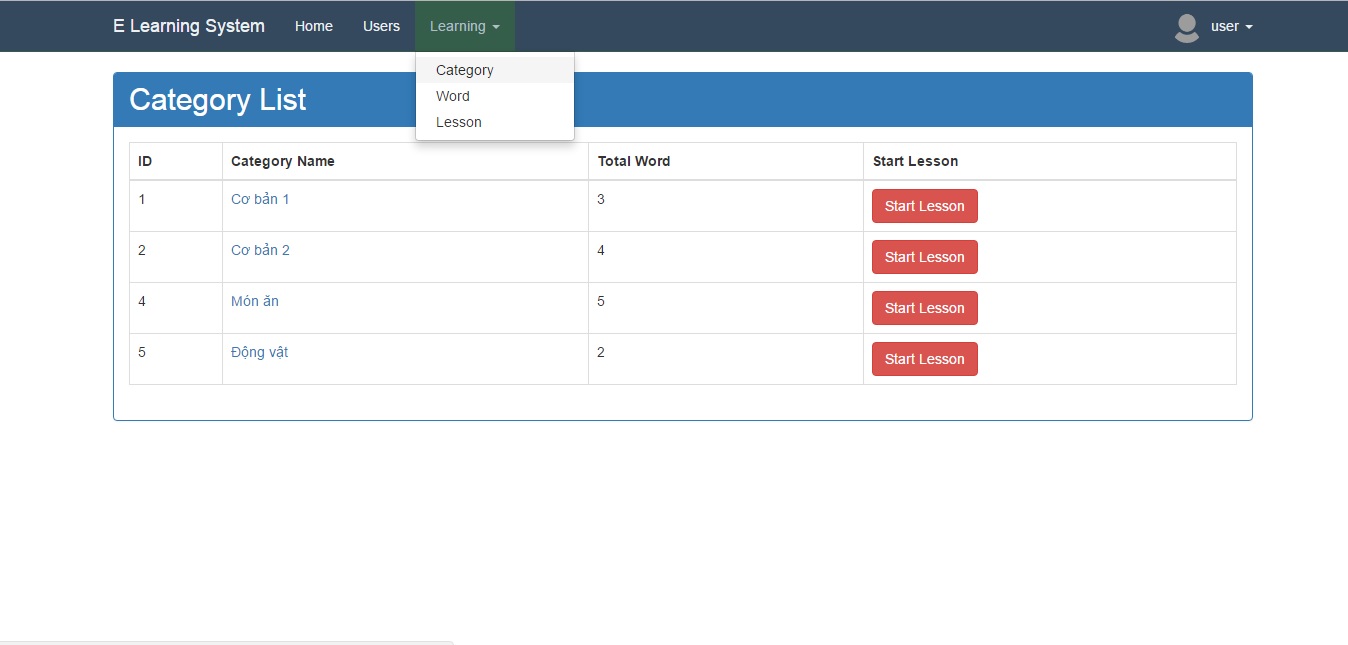 E Learning System Home Users Learning user
Category
Word
Lesson
Category List
ID Category Name Total Word Start Lesson
1 Cơ bản 1 3 Start Lesson
2 Cơ bản 2 4 Start Lesson
4 Món ăn 5 Start Lesson
5 Động vật 2 Start Lesson